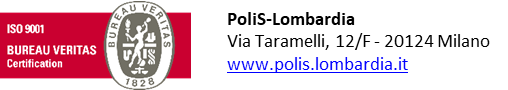 ISO 9001
BUREAU VERITAS
Certification
BUREAU VERITAS
1828
PoliS-Lombardia
Via Taramelli, 12/F - 20124 Milano
www.polis.lombardia.it